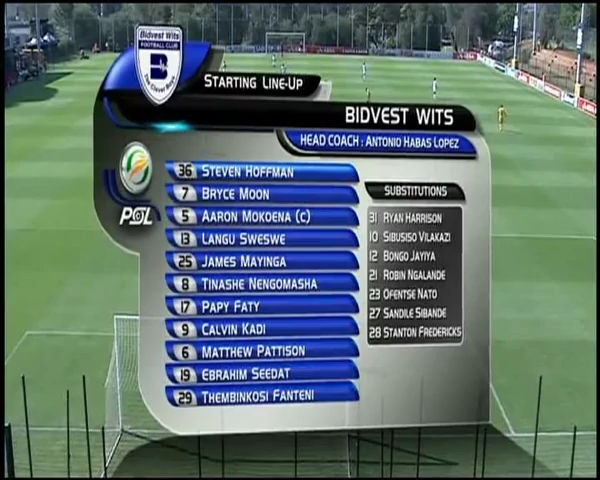 Bidvest Wits
FOOTBALL CLUB
The Clever Boys
STARTING LINE-UP
BIDVEST WITS
HEAD COACH : ANTONIO HABAS LOPEZ
PSL
36 STEVEN HOFFMAN
7 BRYCE MOON
5 AARON MOKOENA (C)
13 LANGU SWESWE
25 JAMES MAYINGA
8 TINASHE NENGOMASHA
17 PAPY FATY
9 CALVIN KADI
6 MATTHEW PATTISON
19 EBRAHIM SEEDAT
29 THEMBINKOSI FANTENI
SUBSTITUTIONS
31 RYAN HARRISON
10 SIBUSISO VILAKAZI
12 BONGO JAYIYA
21 ROBIN NGALANDE
23 OFENTSE NATO
27 SANDILE SIBANDE
28 STANTON FREDERICKS